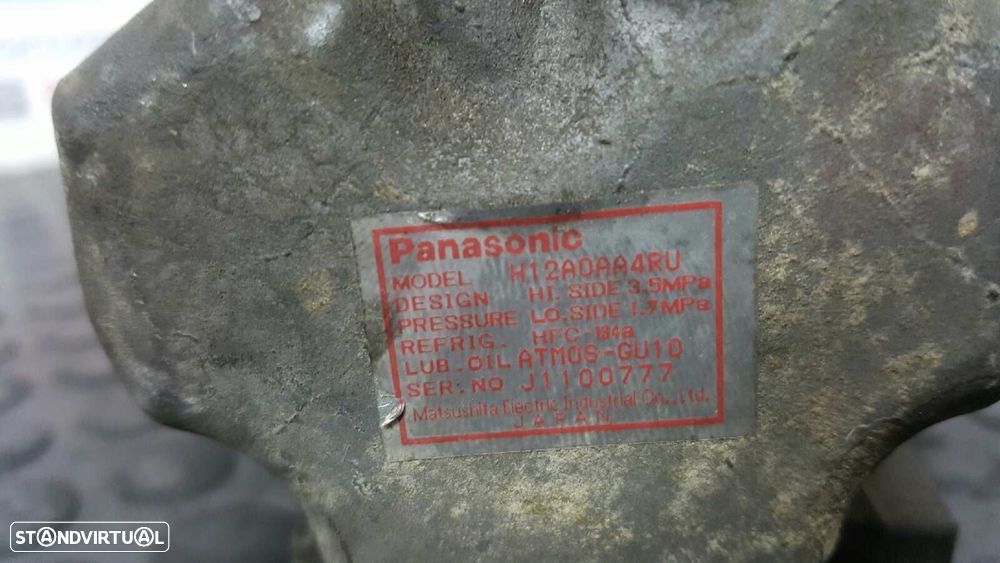 Panasonic
MODEL H12A0AA4RU
DESIGN HI. SIDE 3.5MPa
PRESSURE LO. SIDE 1.7MPa
REFRIG. HFC-134a
LUB. OIL ATMOS-GU10
SER. NO J1100777
Matsushita Electric Industrial Co., Ltd.
JAPAN
STANDVIRTUAL